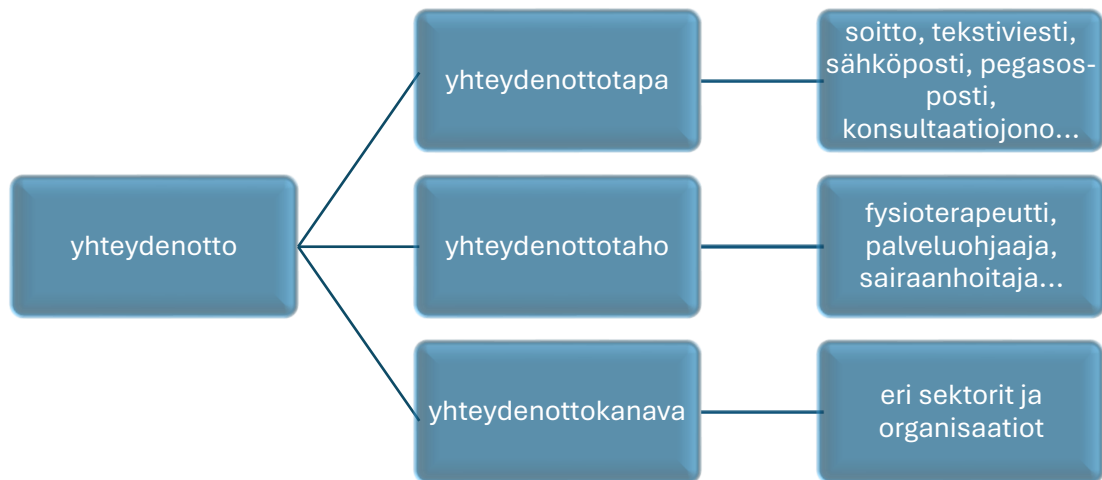 yhteydenotto
yhteydenottotapa
soitto, tekstiviesti,
sähköposti, pegasos-
posti,
konsultaatiojono...
yhteydenottotaho
fysioterapeutti,
palveluohjaaja,
sairaanhoitaja...
yhteydenottokanava
eri sektorit ja
organisaatiot